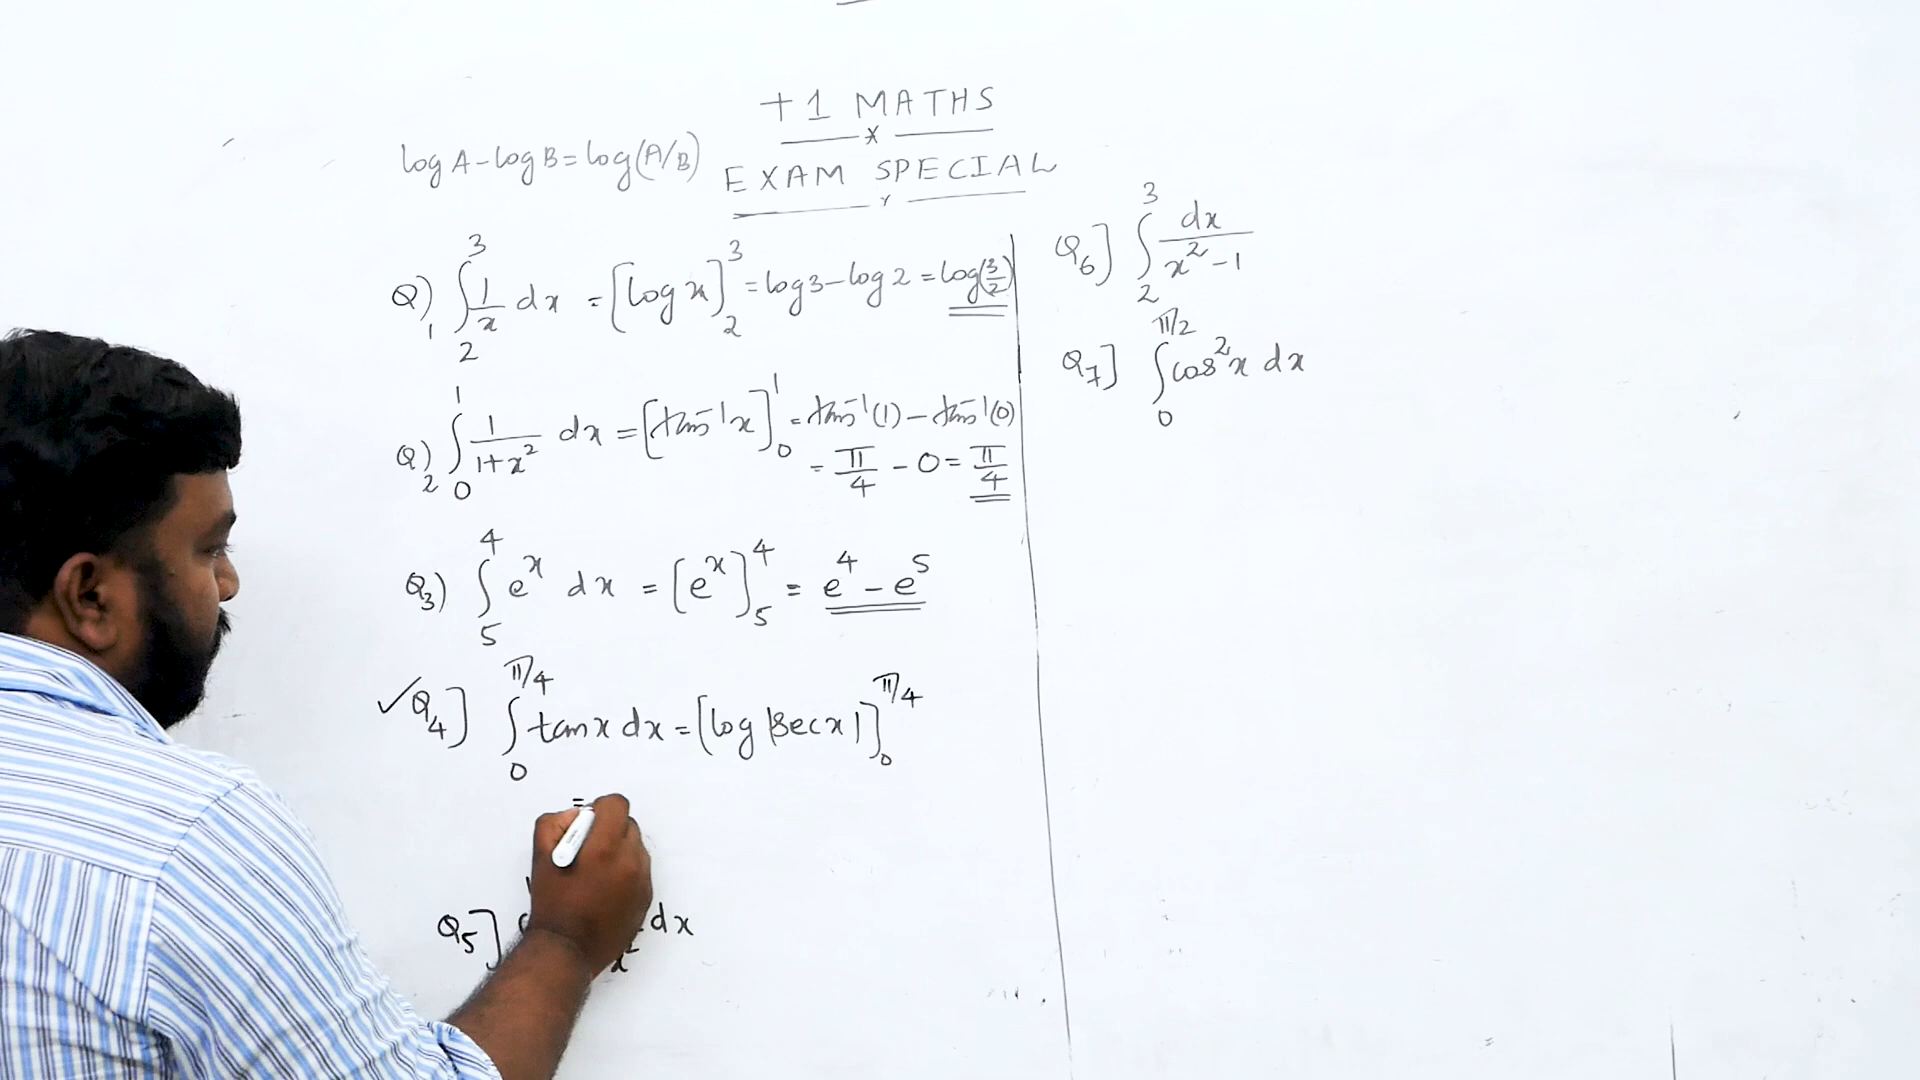 +1 MATHS
log A - log B = log(A/B)
EXAM SPECIAL
Q1) ∫₂³ 1/x dx = [log x]₂³ = log 3 - log 2 = log(3/2)
Q2) ∫₀¹ 1/(1+x²) dx = [tan⁻¹x]₀¹ = tan⁻¹(1) - tan⁻¹(0)
= π/4 - 0 = π/4
Q3) ∫₅⁴ eˣ dx = [eˣ]₅⁴ = e⁴ - e⁵
✓Q4] ∫₀^(π/4) tan x dx = [log |sec x|]₀^(π/4)
=
Q5] dx
Q6] ∫₂³ dx/(x²-1)
Q7] ∫₀^(π/2) cos²x dx